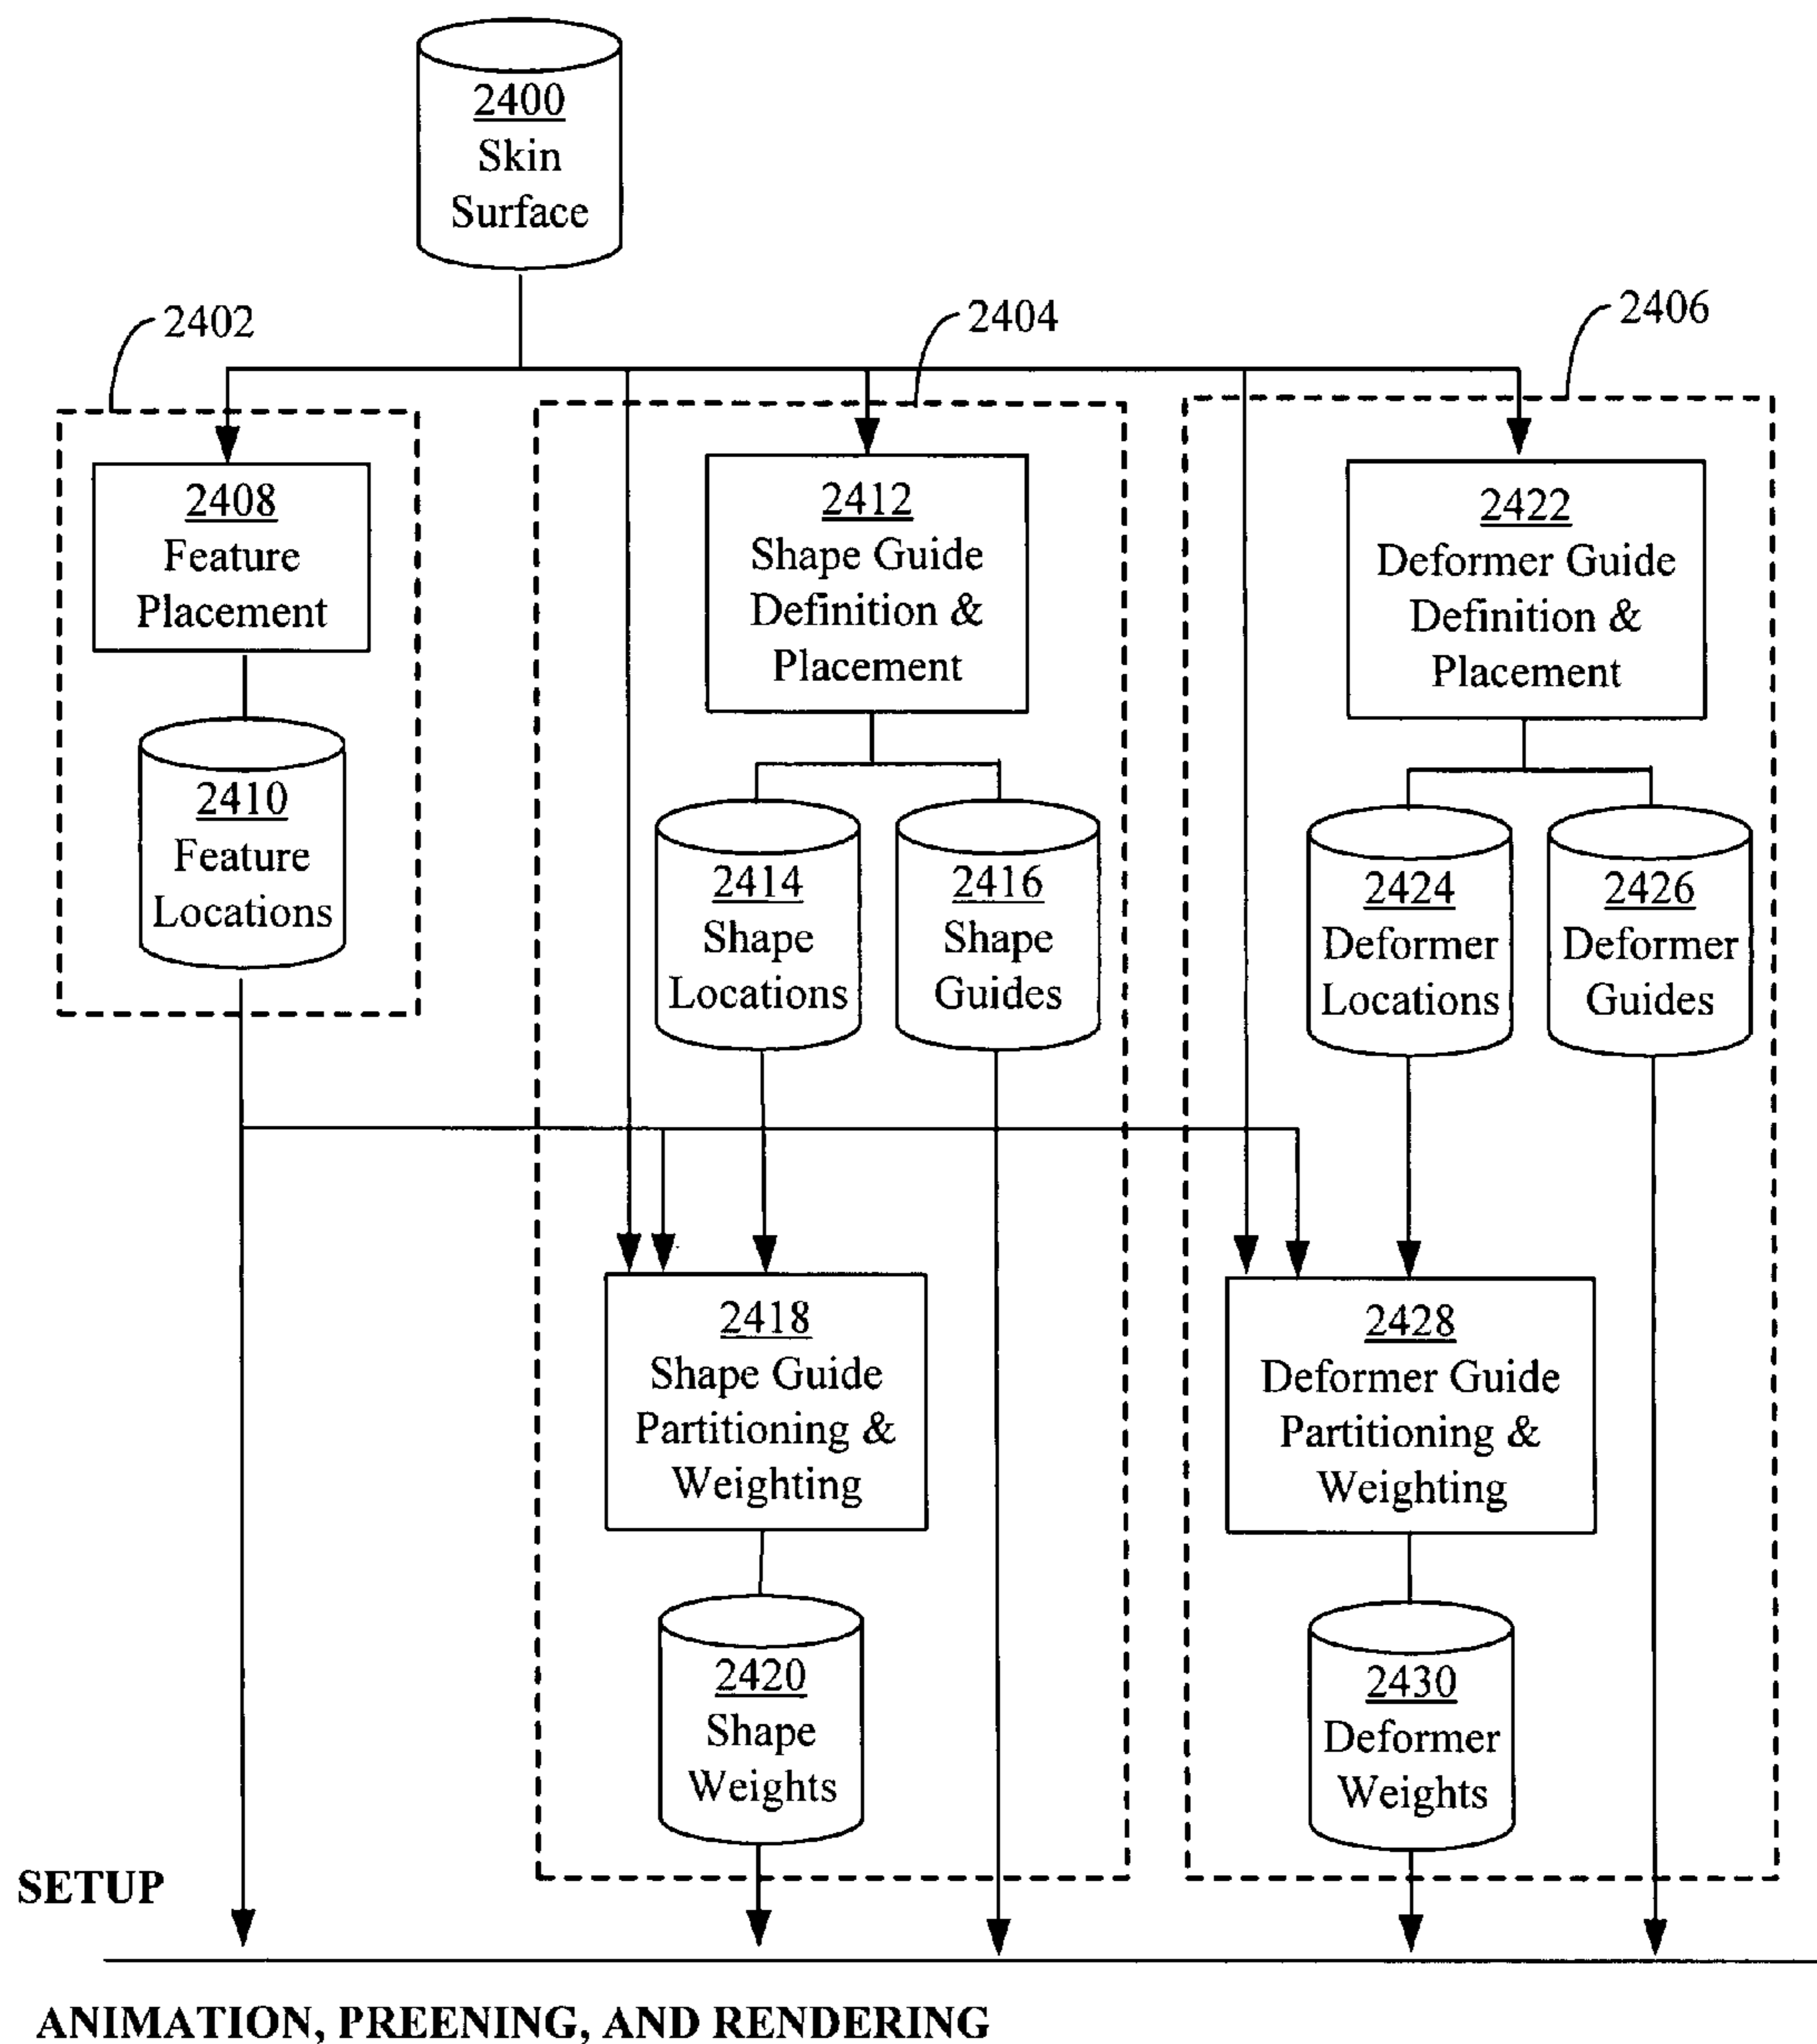 2400
Skin
Surface
2402
2404
2406
2408
Feature
Placement
2410
Feature
Locations
2412
Shape Guide
Definition &
Placement
2414
Shape
Locations
2416
Shape
Guides
2418
Shape Guide
Partitioning &
Weighting
2420
Shape
Weights
2422
Deformer Guide
Definition &
Placement
2424
Deformer
Locations
2426
Deformer
Guides
2428
Deformer Guide
Partitioning &
Weighting
2430
Deformer
Weights
SETUP
ANIMATION, PREENING, AND RENDERING